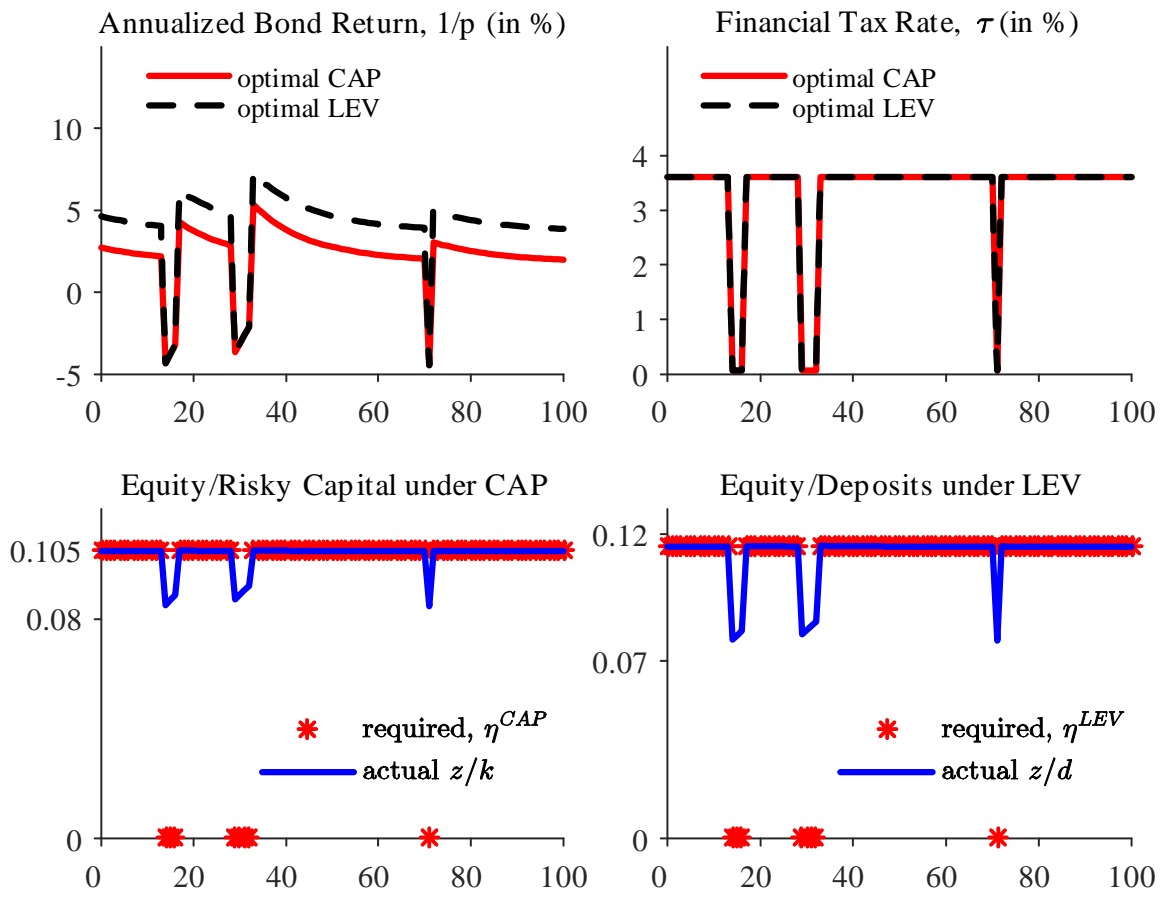 Annualized Bond Return, 1/p (in %)
optimal CAP
optimal LEV
10
5
0
-5
0 20 40 60 80 100
Financial Tax Rate, τ (in %)
optimal CAP
optimal LEV
4
3
2
1
0
0 20 40 60 80 100
Equity/Risky Capital under CAP
0.105
0.08
required, η^CAP
actual z/k
0
0 20 40 60 80 100
Equity/Deposits under LEV
0.12
0.07
required, η^LEV
actual z/d
0
0 20 40 60 80 100